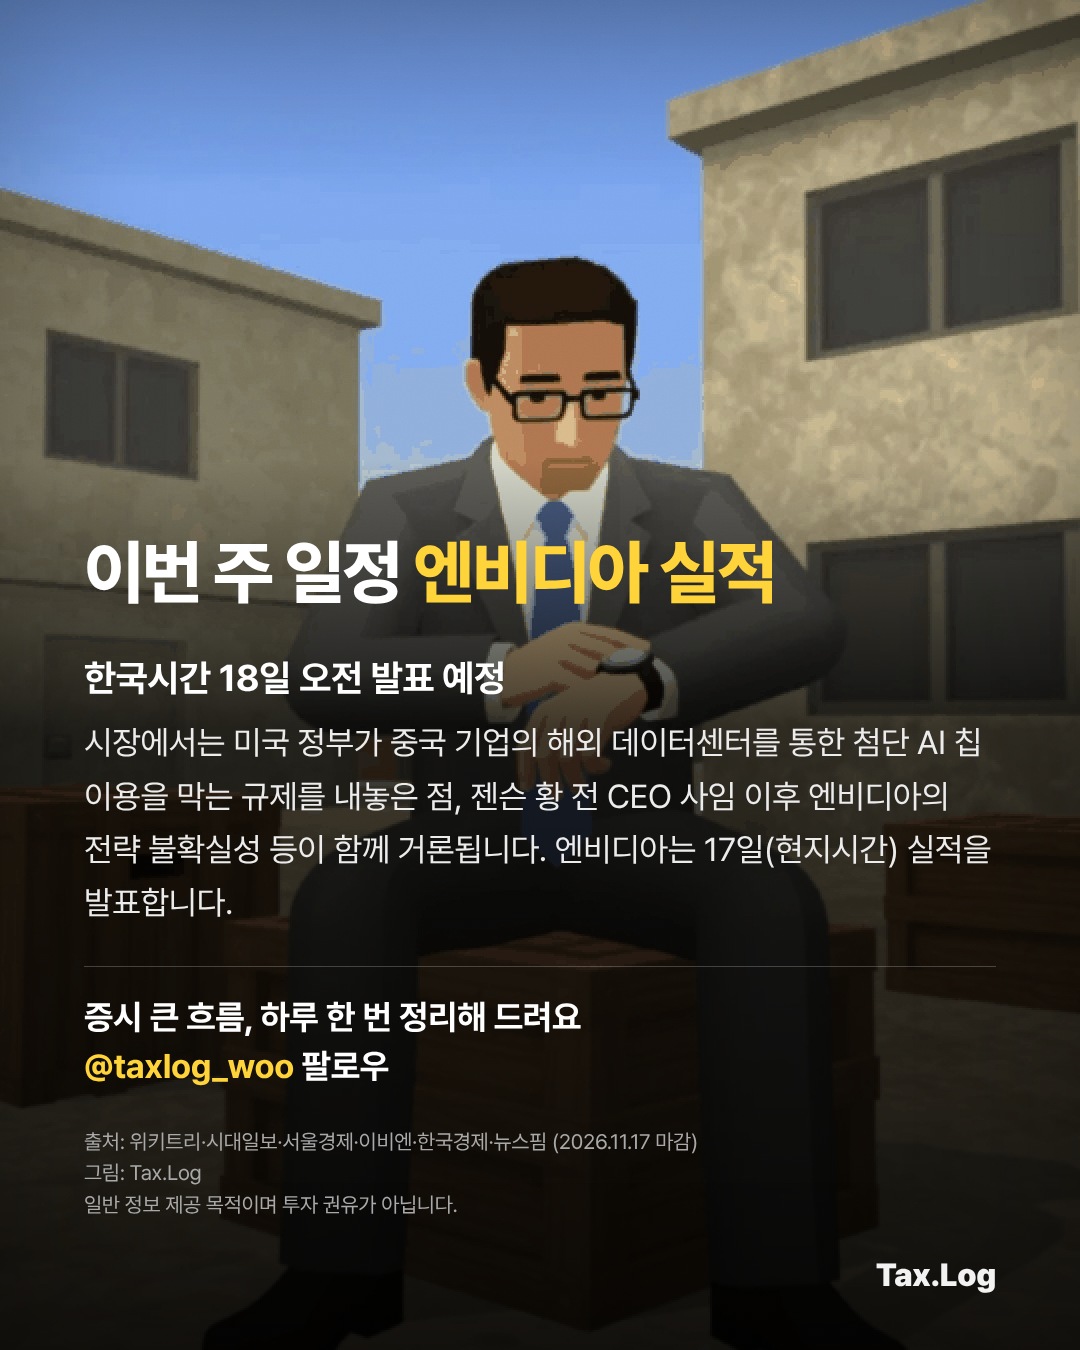 이번 주 일정 엔비디아 실적
한국시간 18일 오전 발표 예정
시장에서는 미국 정부가 중국 기업의 해외 데이터센터를 통한 첨단 AI 칩
이용을 막는 규제를 내놓은 점, 젠슨 황 전 CEO 사임 이후 엔비디아의
전략 불확실성 등이 함께 거론됩니다. 엔비디아는 17일(현지시간) 실적을
발표합니다.
증시 큰 흐름, 하루 한 번 정리해 드려요
@taxlog_woo 팔로우
출처: 위키트리·시대일보·서울경제·이비엔·한국경제·뉴스핌 (2026.11.17 마감)
그림: Tax.Log
일반 정보 제공 목적이며 투자 권유가 아닙니다.
Tax.Log